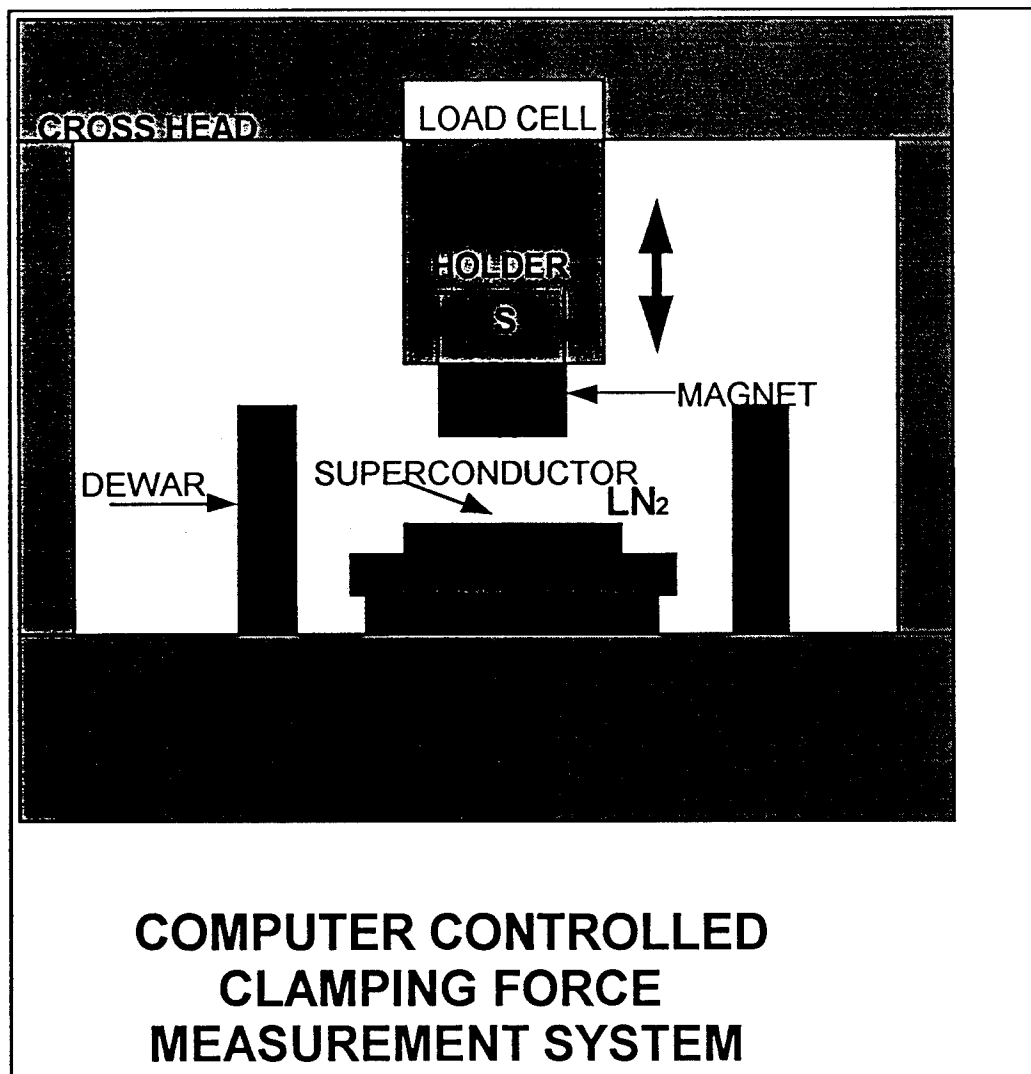 CROSS HEAD
LOAD CELL
HOLDER
S
MAGNET
SUPERCONDUCTOR
LN₂
DEWAR
COMPUTER CONTROLLED
CLAMPING FORCE
MEASUREMENT SYSTEM